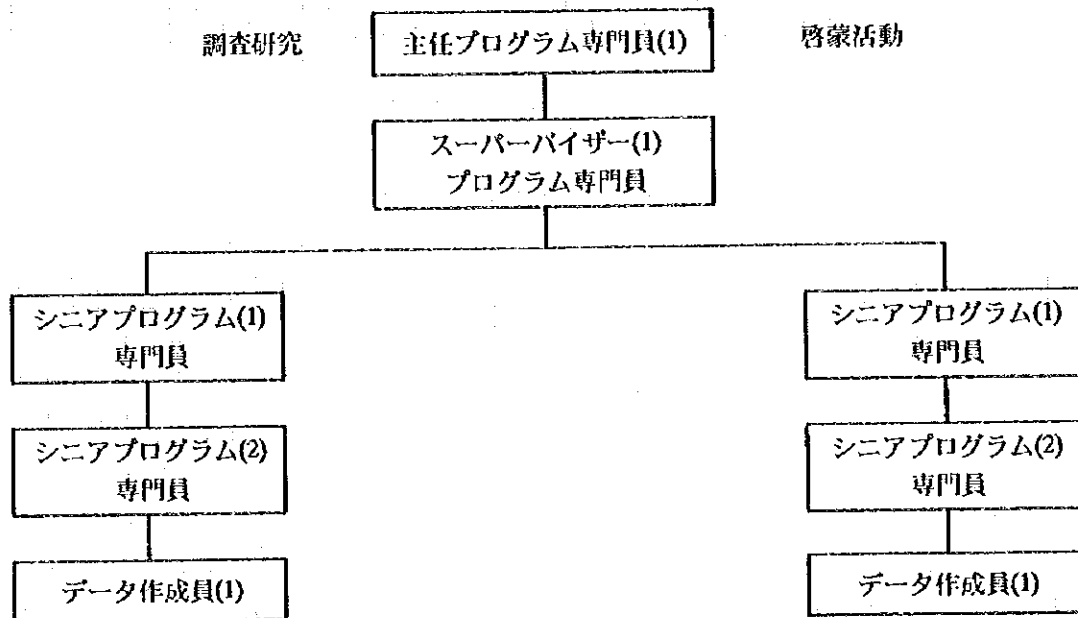 調査研究
主任プログラム専門員(1)
啓蒙活動
スーパーバイザー(1)
プログラム専門員
シニアプログラム(1)
専門員
シニアプログラム(1)
専門員
シニアプログラム(2)
専門員
シニアプログラム(2)
専門員
データ作成員(1)
データ作成員(1)